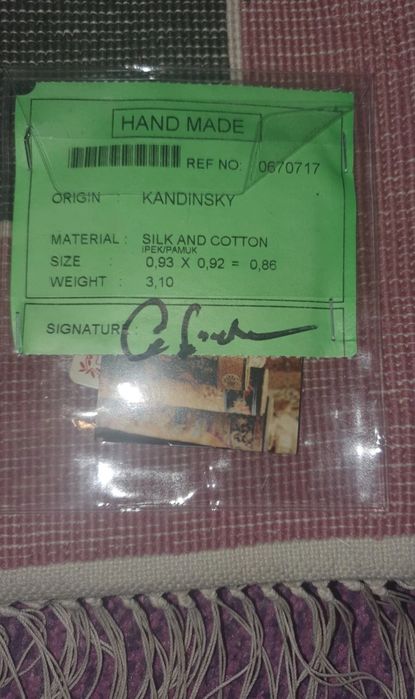 HAND MADE
REF NO: 0670717
ORIGIN : KANDINSKY
MATERIAL : SILK AND COTTON
IPEK/PAMUK
SIZE : 0,93 X 0,92 = 0,86
WEIGHT : 3,10
SIGNATURE: